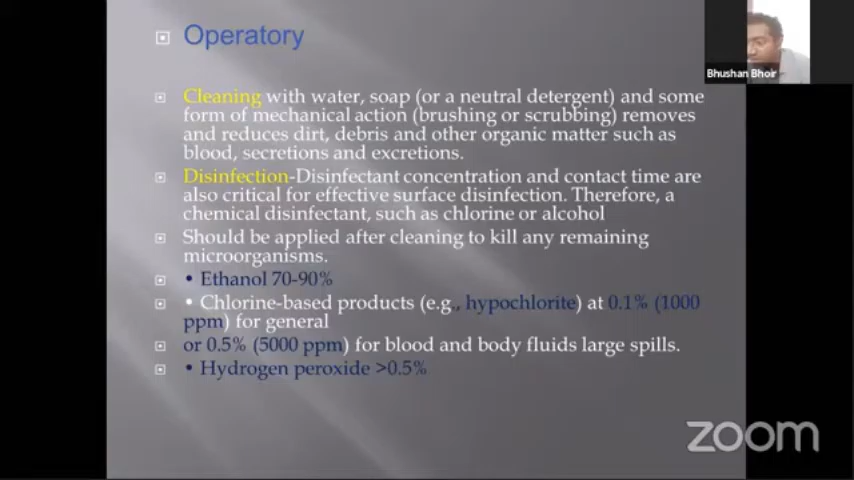 Operatory
Bhushan Bhoir
Cleaning with water, soap (or a neutral detergent) and some
form of mechanical action (brushing or scrubbing) removes
and reduces dirt, debris and other organic matter such as
blood, secretions and excretions.
Disinfection-Disinfectant concentration and contact time are
also critical for effective surface disinfection. Therefore, a
chemical disinfectant, such as chlorine or alcohol
Should be applied after cleaning to kill any remaining
microorganisms.
• Ethanol 70-90%
• Chlorine-based products (e.g., hypochlorite) at 0.1% (1000
ppm) for general
or 0.5% (5000 ppm) for blood and body fluids large spills.
• Hydrogen peroxide >0.5%
zoom